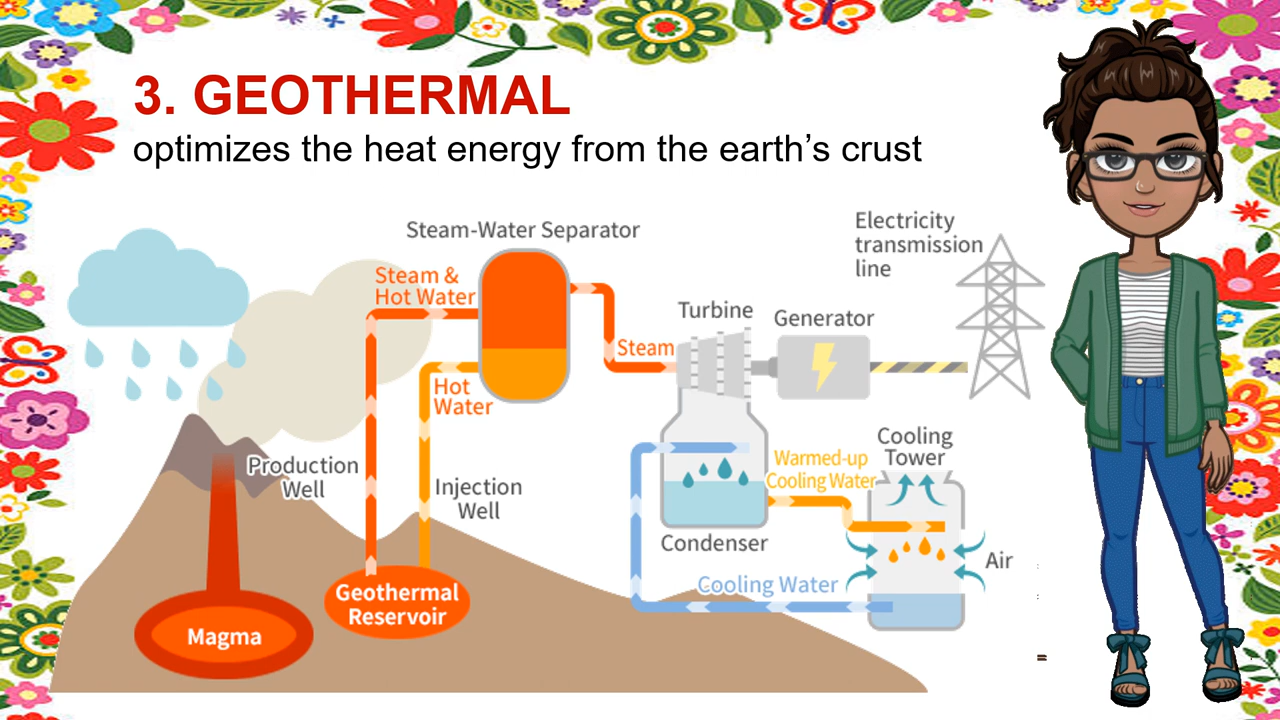 3. GEOTHERMAL
optimizes the heat energy from the earth’s crust
Steam-Water Separator
Electricity
transmission
line
Steam &
Hot Water
Turbine
Generator
Steam
Hot
Water
Production
Well
Injection
Well
Warmed-up
Cooling Water
Cooling
Tower
Condenser
Air
Cooling Water
Geothermal
Reservoir
Magma